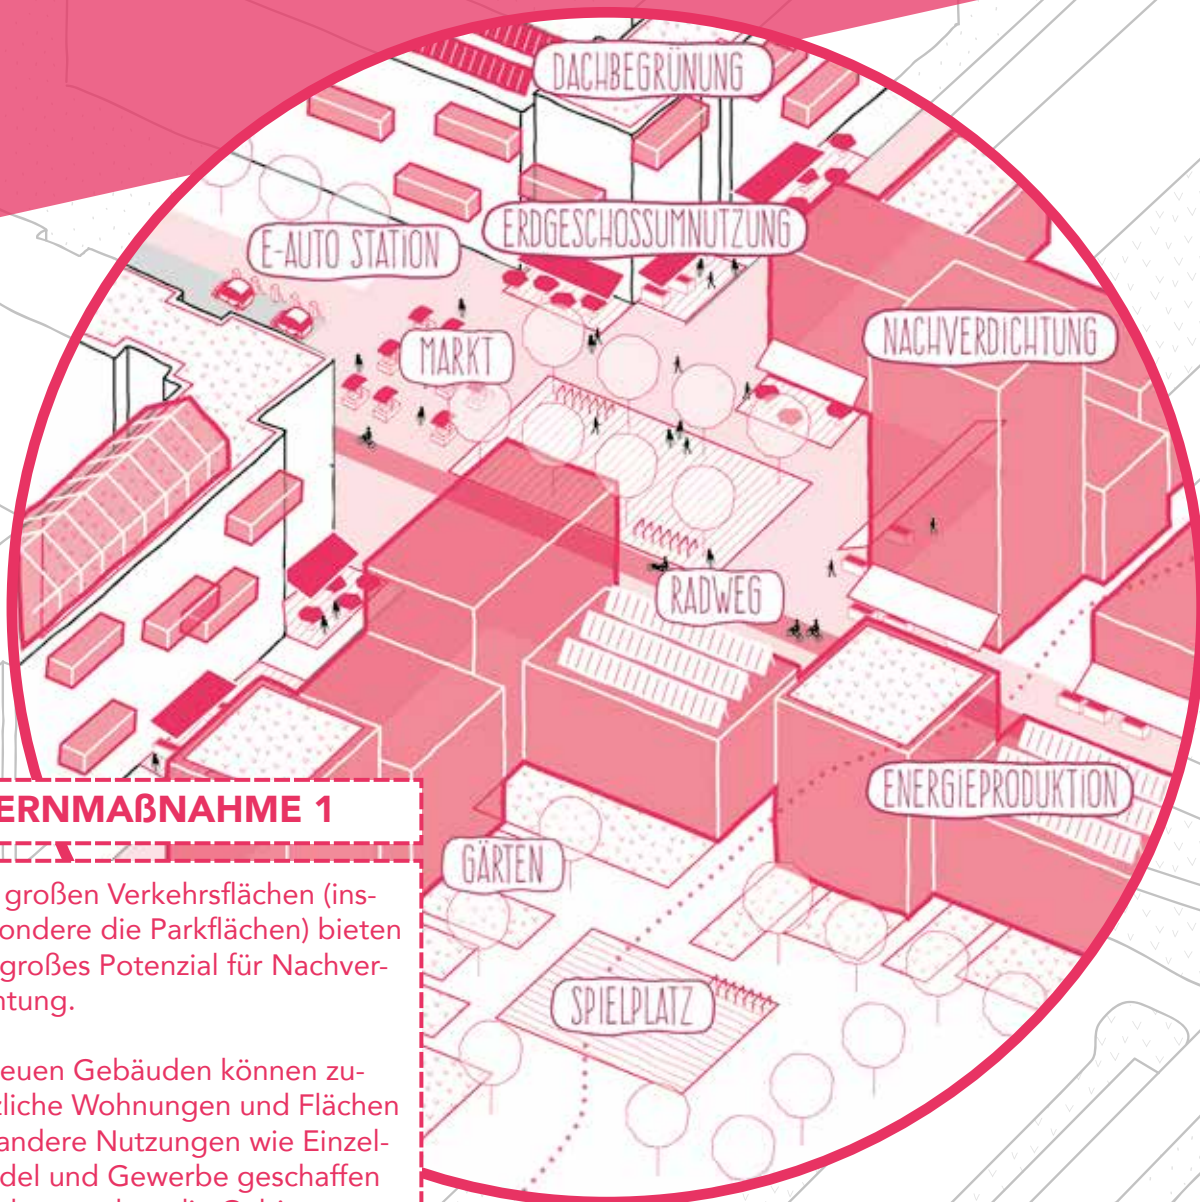 DACHBEGRÜNUNG
ERDGESCHOSSUMNUTZUNG
E-AUTO STATION
NACHVERDICHTUNG
MARKT
RADWEG
ENERGIEPRODUKTION
GÄRTEN
SPIELPLATZ
ERNMAßNAHME 1
großen Verkehrsflächen (ins-
ondere die Parkflächen) bieten
großes Potenzial für Nachver-
htung.
euen Gebäuden können zu-
zliche Wohnungen und Flächen
andere Nutzungen wie Einzel-
del und Gewerbe geschaffen